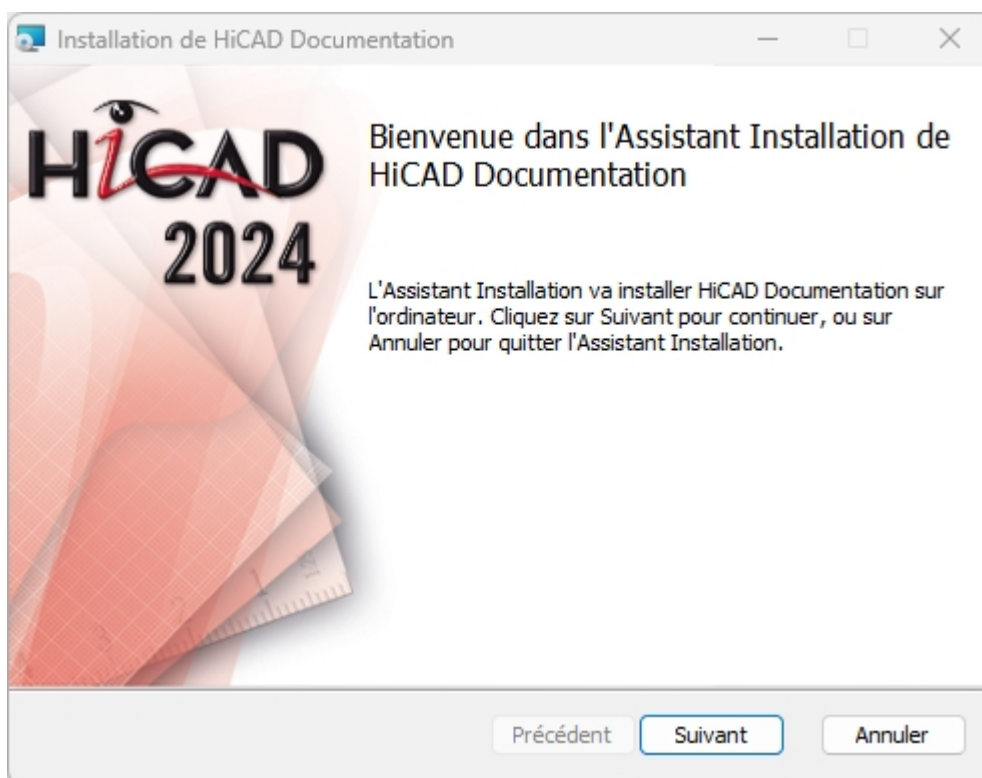 Installation de HiCAD Documentation
HiCAD
2024
Bienvenue dans l'Assistant Installation de
HiCAD Documentation
L'Assistant Installation va installer HiCAD Documentation sur
l'ordinateur. Cliquez sur Suivant pour continuer, ou sur
Annuler pour quitter l'Assistant Installation.
Précédent
Suivant
Annuler